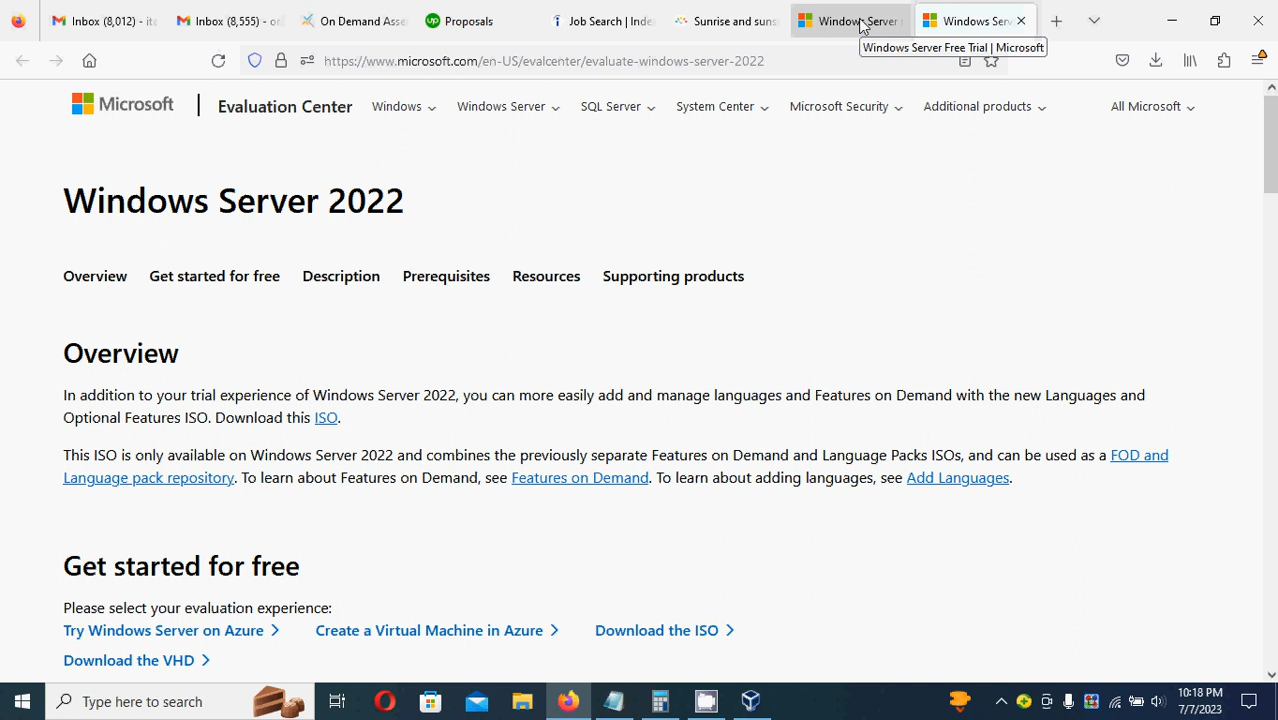 Inbox (8,012) - ita
Inbox (8,555) - onl
On Demand Asse
Proposals
Job Search | Inde
Sunrise and suns
Windows Server
Windows Serv
https://www.microsoft.com/en-US/evalcenter/evaluate-windows-server-2022
Windows Server Free Trial | Microsoft
Microsoft
Evaluation Center
Windows
Windows Server
SQL Server
System Center
Microsoft Security
Additional products
All Microsoft
Windows Server 2022
Overview
Get started for free
Description
Prerequisites
Resources
Supporting products
Overview
In addition to your trial experience of Windows Server 2022, you can more easily add and manage languages and Features on Demand with the new Languages and
Optional Features ISO. Download this ISO.
This ISO is only available on Windows Server 2022 and combines the previously separate Features on Demand and Language Packs ISOs, and can be used as a FOD and
Language pack repository. To learn about Features on Demand, see Features on Demand. To learn about adding languages, see Add Languages.
Get started for free
Please select your evaluation experience:
Try Windows Server on Azure
Create a Virtual Machine in Azure
Download the ISO
Download the VHD
Type here to search
10:18 PM
7/7/2023